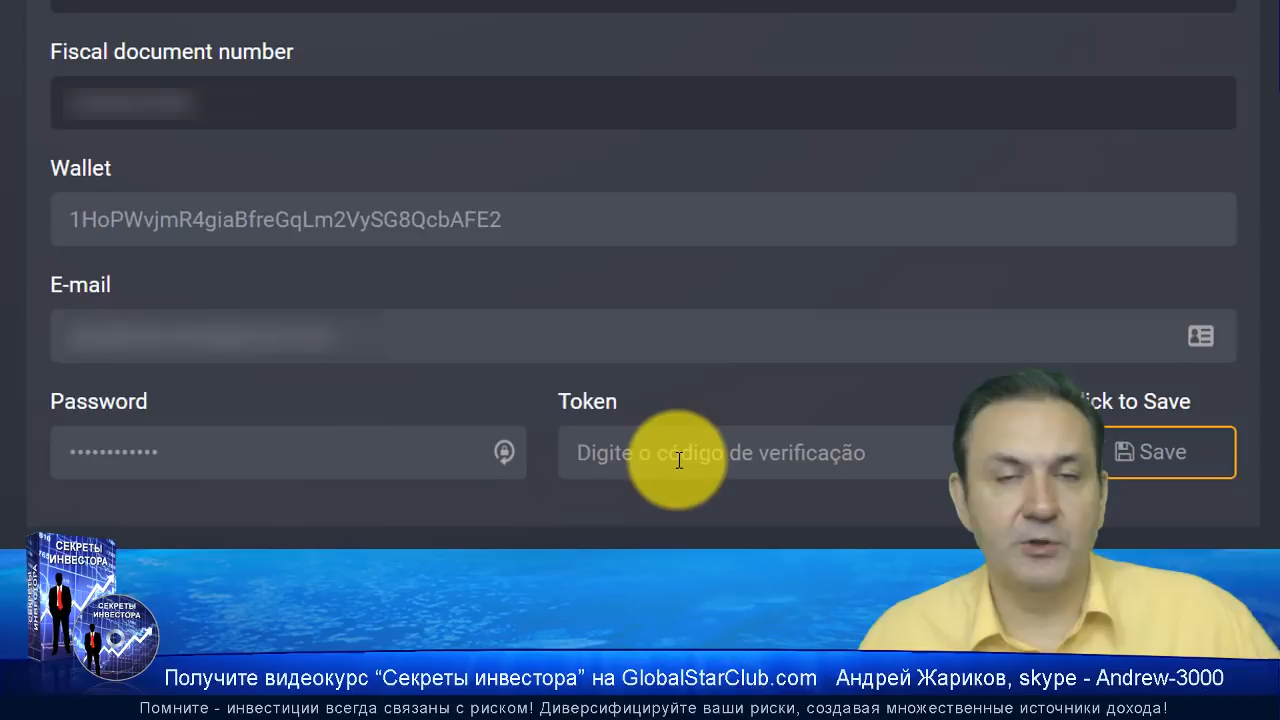 Fiscal document number
Wallet
1HoPWvjmR4giaBfreGqLm2VySG8QcbAFE2
E-mail
Password
Token
ick to Save
••••••••••••
Digite o código de verificação
Save
СЕКРЕТЫ
ИНВЕСТОРА
СЕКРЕТЫ
ИНВЕСТОРА
Получите видеокурс “Секреты инвестора” на GlobalStarClub.com Андрей Жариков, skype - Andrew-3000
Помните - инвестиции всегда связаны с риском! Диверсифицируйте ваши риски, создавая множественные источники дохода!